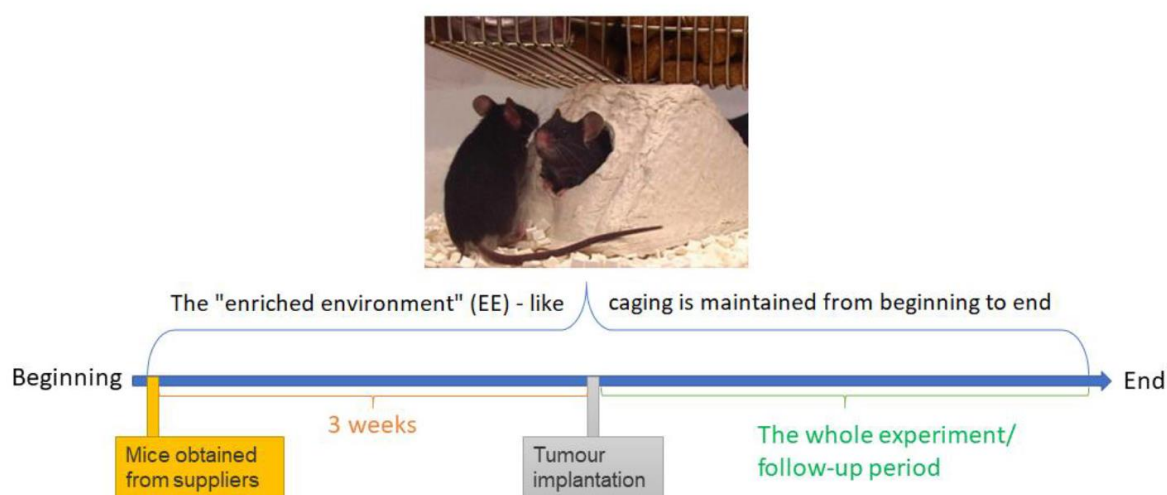 The "enriched environment" (EE) - like caging is maintained from beginning to end
Beginning
End
3 weeks
Mice obtained
from suppliers
Tumour
implantation
The whole experiment/
follow-up period